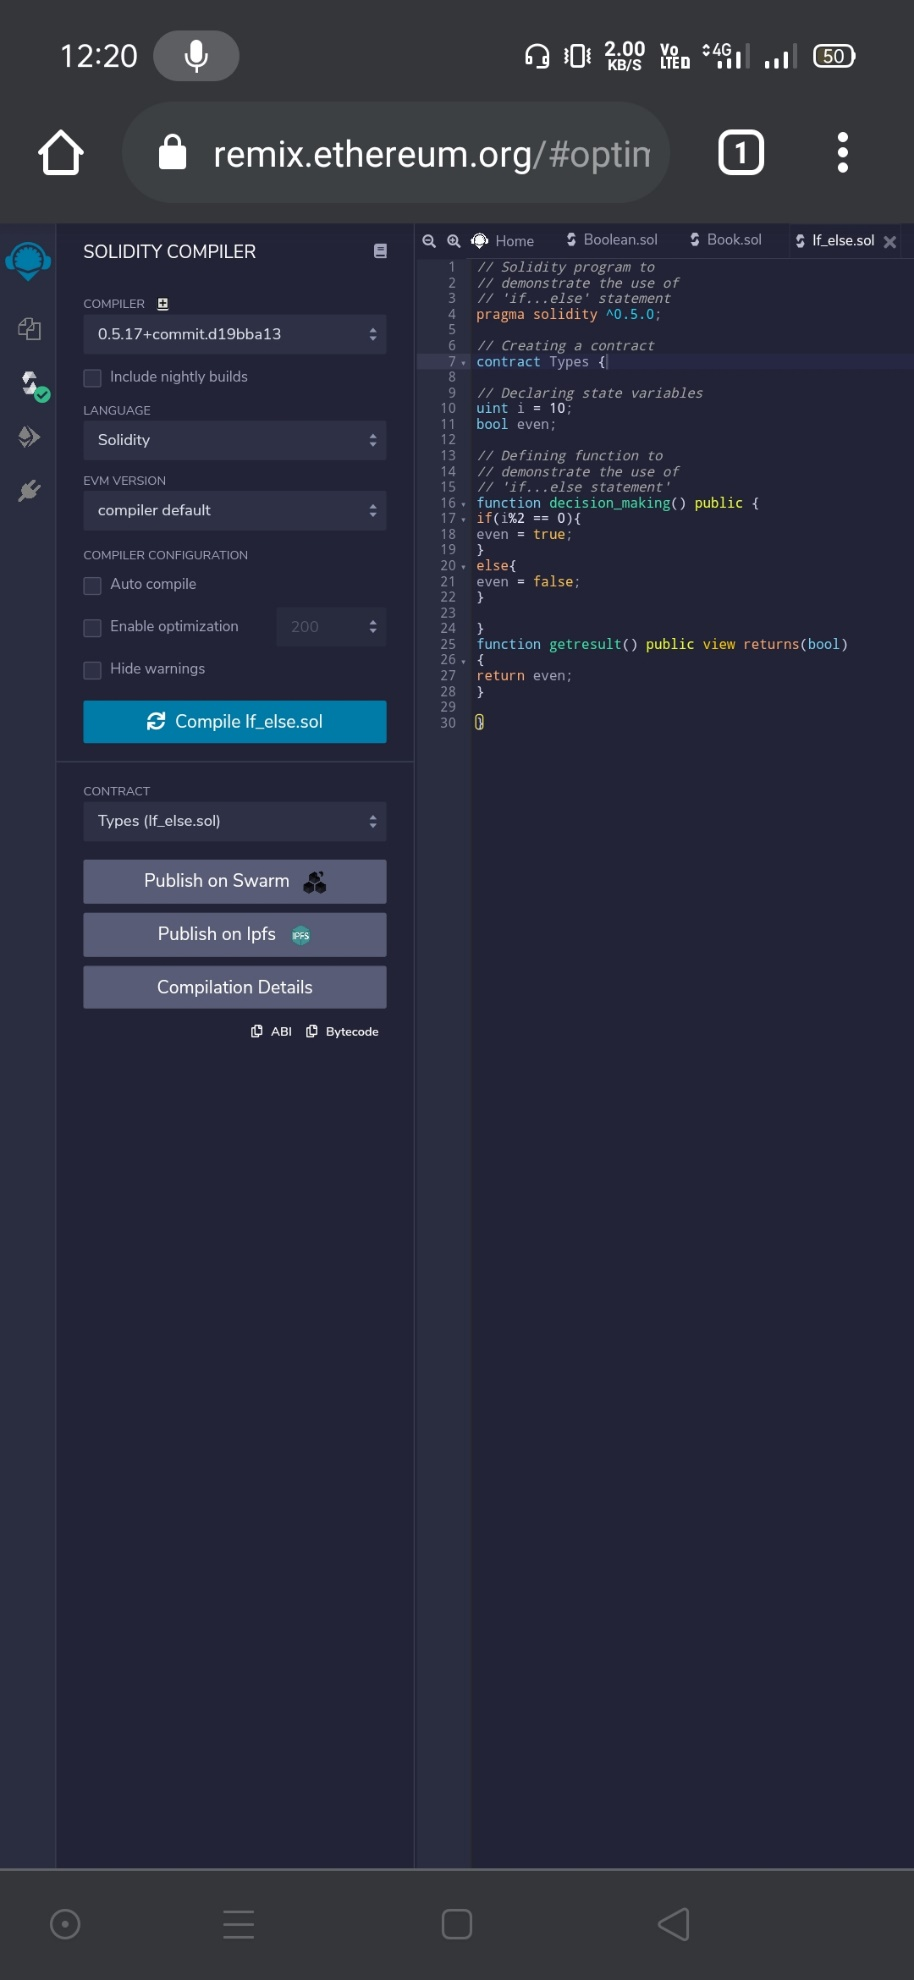 12:20
2.00
KB/S
Vo
LTE
4G
50
remix.ethereum.org/#optim
1
SOLIDITY COMPILER
COMPILER
0.5.17+commit.d19bba13
Include nightly builds
LANGUAGE
Solidity
EVM VERSION
compiler default
COMPILER CONFIGURATION
Auto compile
Enable optimization
200
Hide warnings
Compile If_else.sol
CONTRACT
Types (If_else.sol)
Publish on Swarm
Publish on Ipfs
IPFS
Compilation Details
ABI
Bytecode
Home
Boolean.sol
Book.sol
If_else.sol
1 // Solidity program to
2 // demonstrate the use of
3 // 'if...else' statement
4 pragma solidity ^0.5.0;
5
6 // Creating a contract
7 contract Types {
8
9 // Declaring state variables
10 uint i = 10;
11 bool even;
12
13 // Defining function to
14 // demonstrate the use of
15 // 'if...else statement'
16 function decision_making() public {
17 if(i%2 == 0){
18 even = true;
19 }
20 else{
21 even = false;
22 }
23
24 }
25 function getresult() public view returns(bool)
26 {
27 return even;
28 }
29
30 }